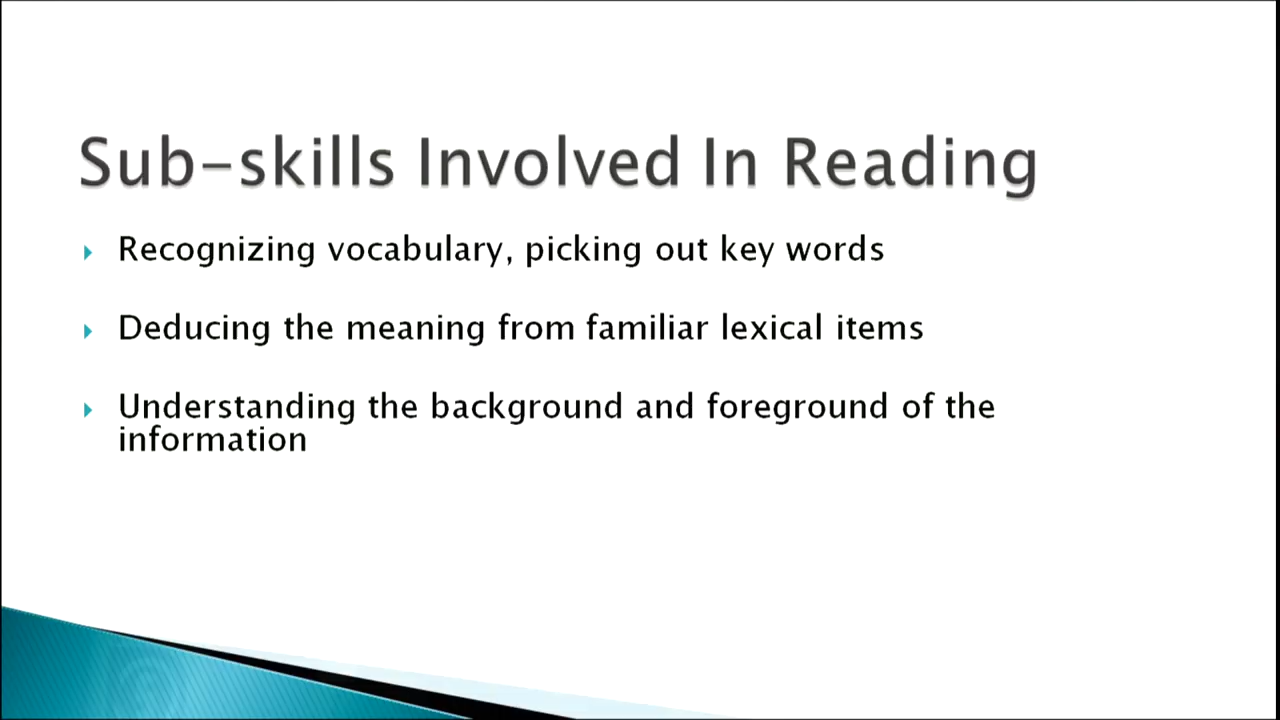 Sub-skills Involved In Reading
Recognizing vocabulary, picking out key words
Deducing the meaning from familiar lexical items
Understanding the background and foreground of the
information